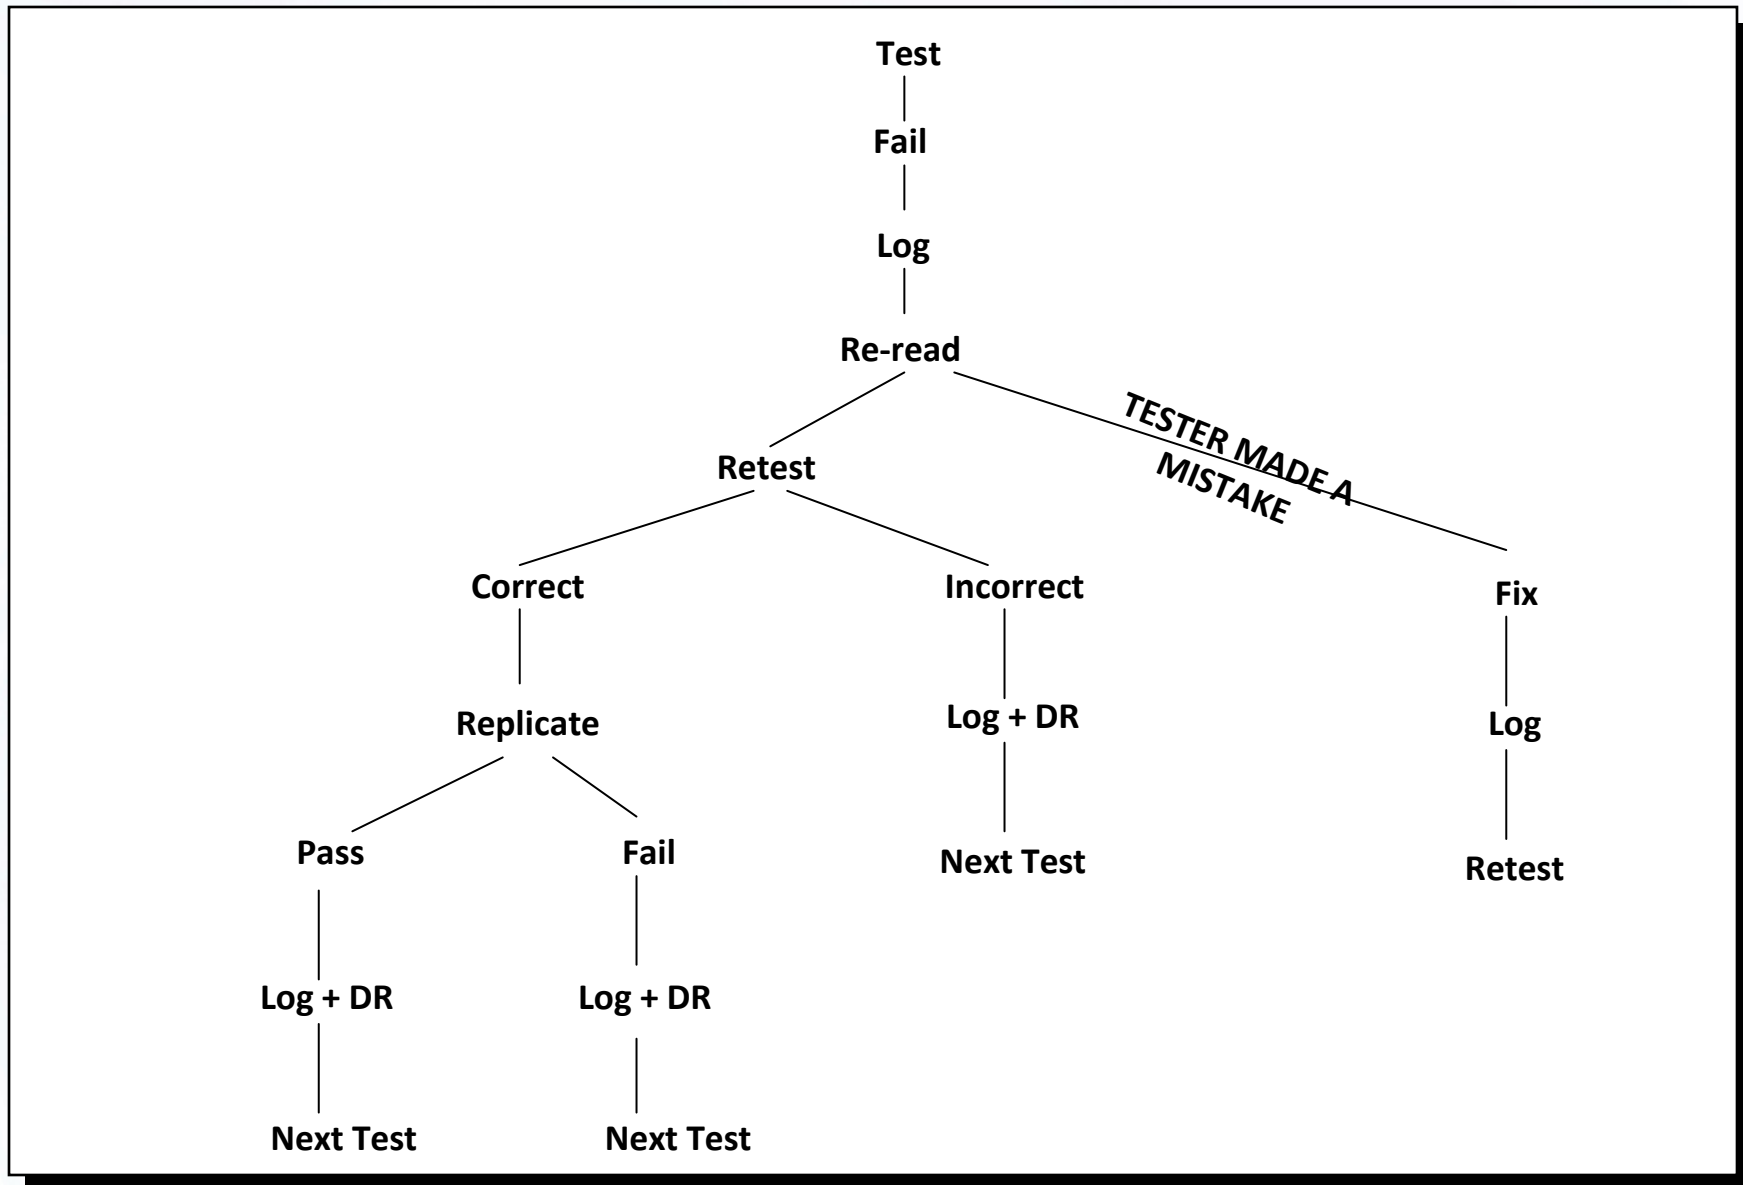 Test
Fail
Log
Re-read
TESTER MADE A
MISTAKE
Retest
Correct
Incorrect
Fix
Replicate
Log + DR
Log
Pass
Fail
Next Test
Retest
Log + DR
Log + DR
Next Test
Next Test